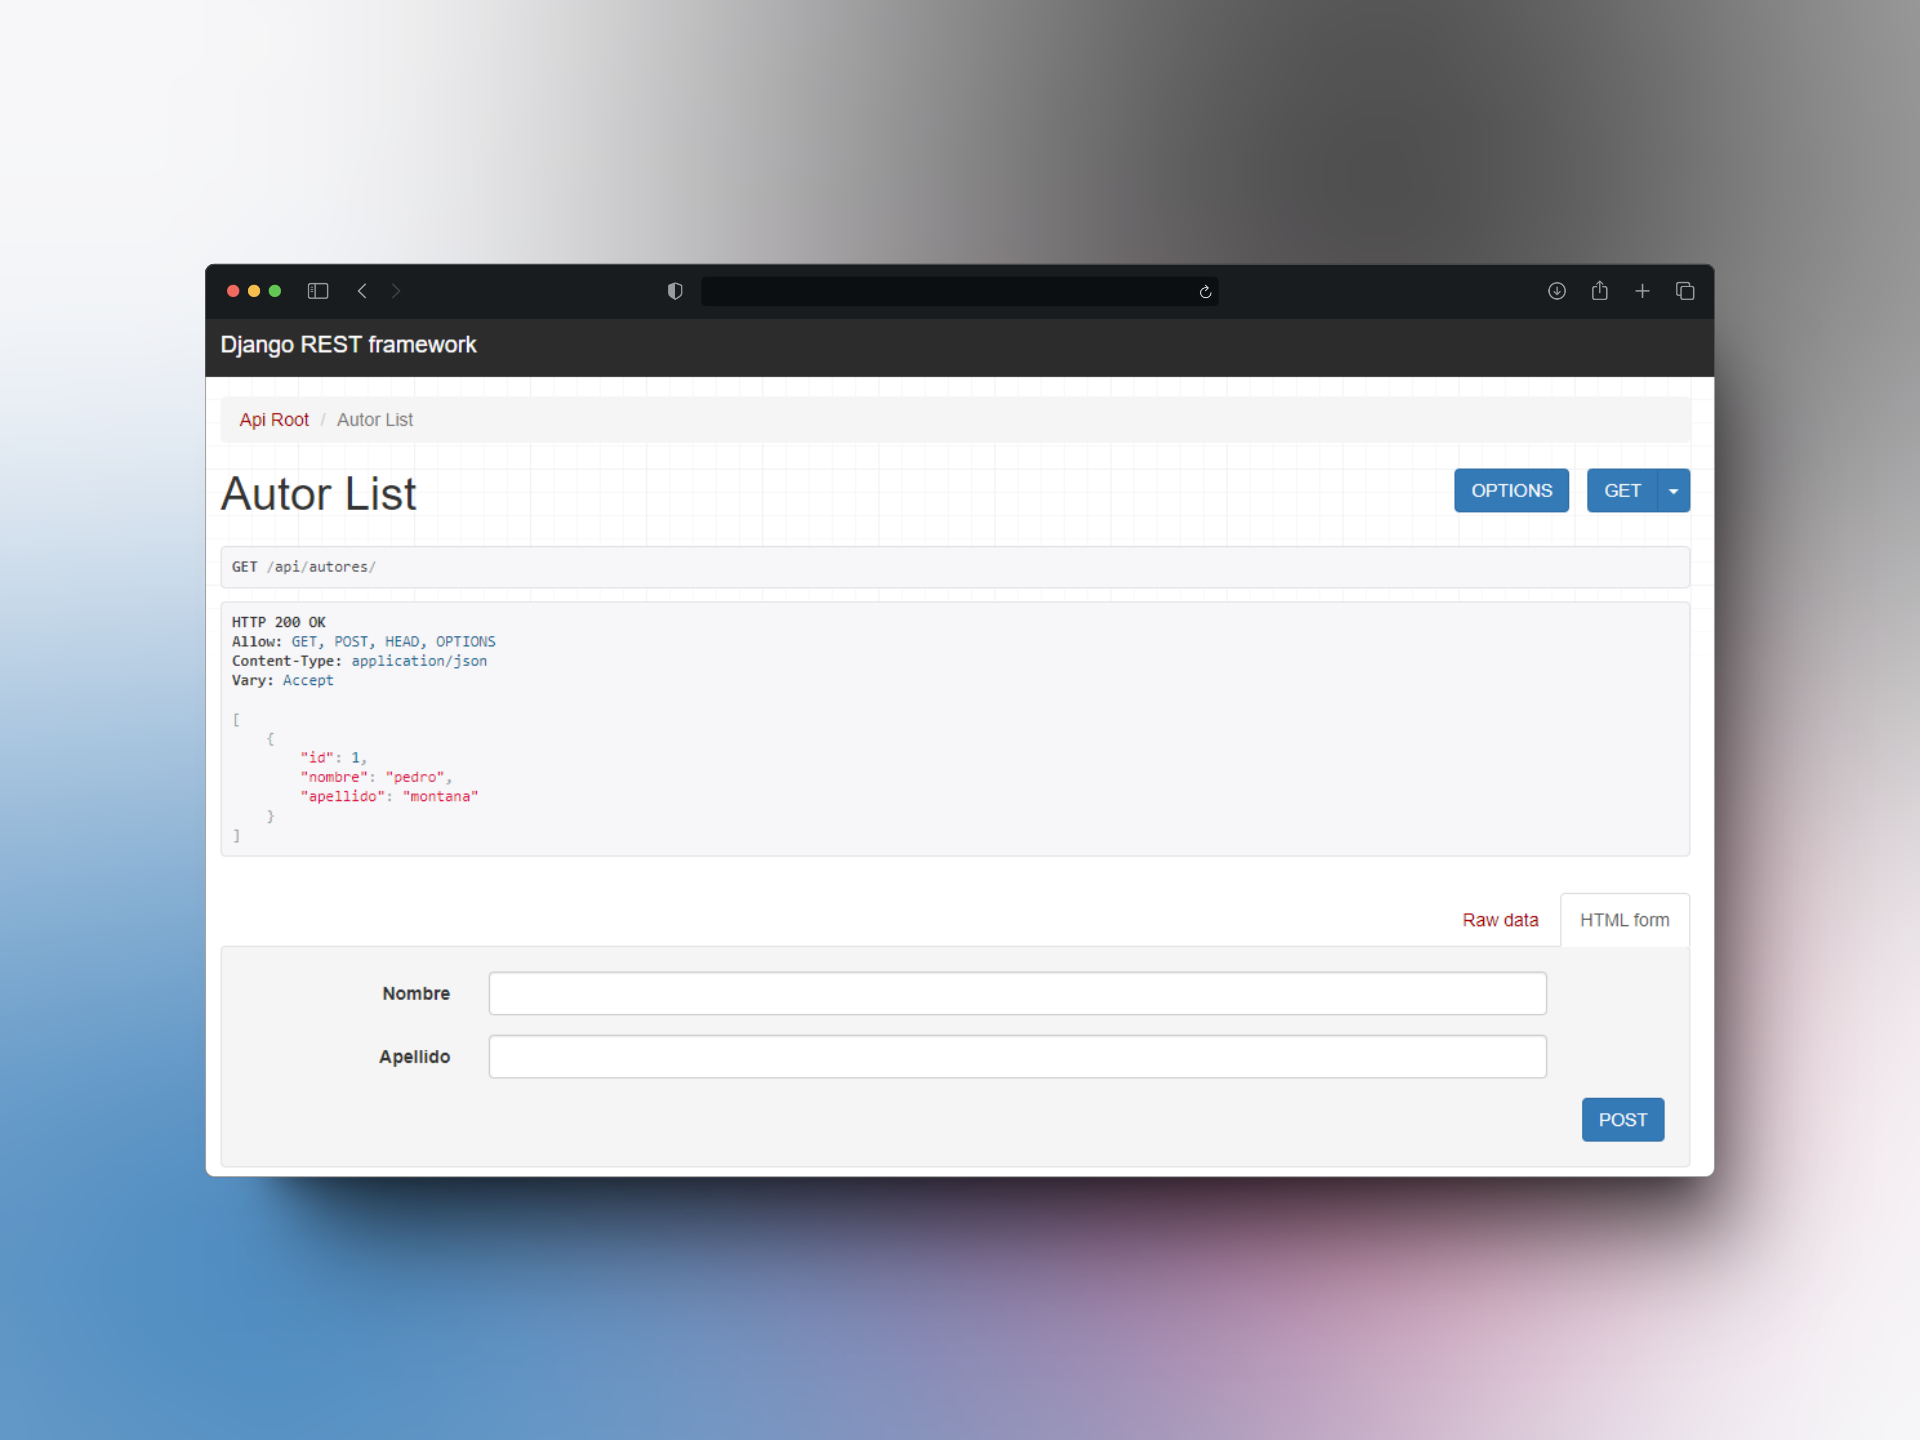 Django REST framework
Api Root / Autor List
Autor List
OPTIONS
GET
GET /api/autores/
HTTP 200 OK
Allow: GET, POST, HEAD, OPTIONS
Content-Type: application/json
Vary: Accept
[
    {
        "id": 1,
        "nombre": "pedro",
        "apellido": "montana"
    }
]
Raw data
HTML form
Nombre
Apellido
POST